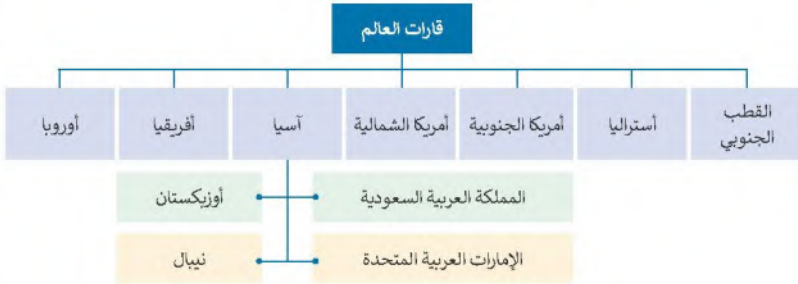 قارات العالم
القطب
الجنوبي
أستراليا
أمريكا الجنوبية
أمريكا الشمالية
آسيا
أفريقيا
أوروبا
المملكة العربية السعودية
أوزبكستان
الإمارات العربية المتحدة
نيبال